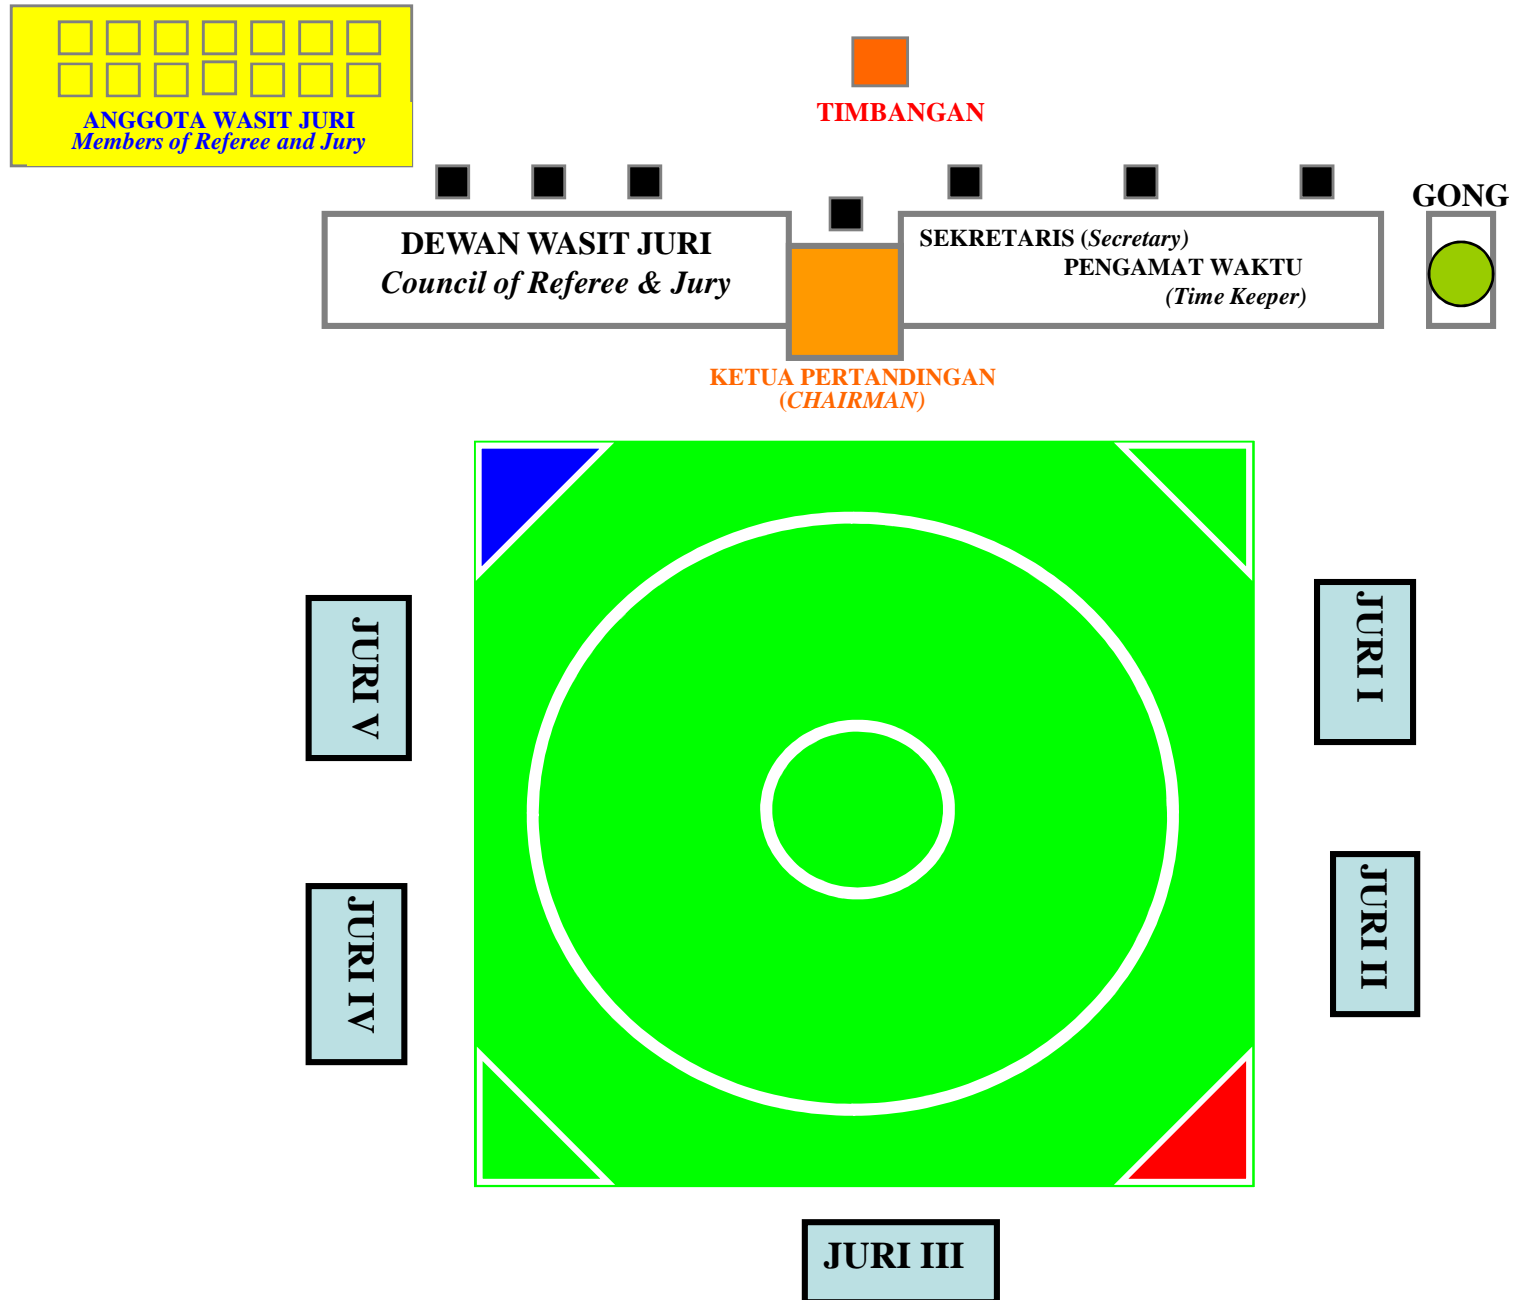 ANGGOTA WASIT JURI
Members of Referee and Jury
TIMBANGAN
GONG
DEWAN WASIT JURI
Council of Referee & Jury
SEKRETARIS (Secretary)
PENGAMAT WAKTU
(Time Keeper)
KETUA PERTANDINGAN
(CHAIRMAN)
JURI V
JURI I
JURI IV
JURI II
JURI III